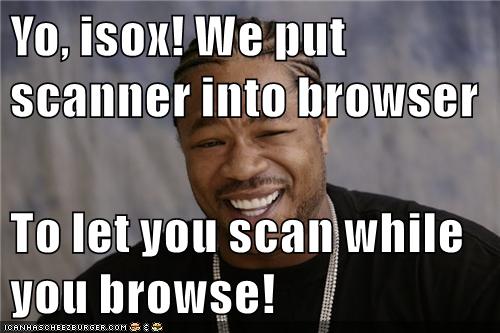 Yo, isox! We put
scanner into browser
To let you scan while
you browse!
ICANHASCHEEZBURGER.COM